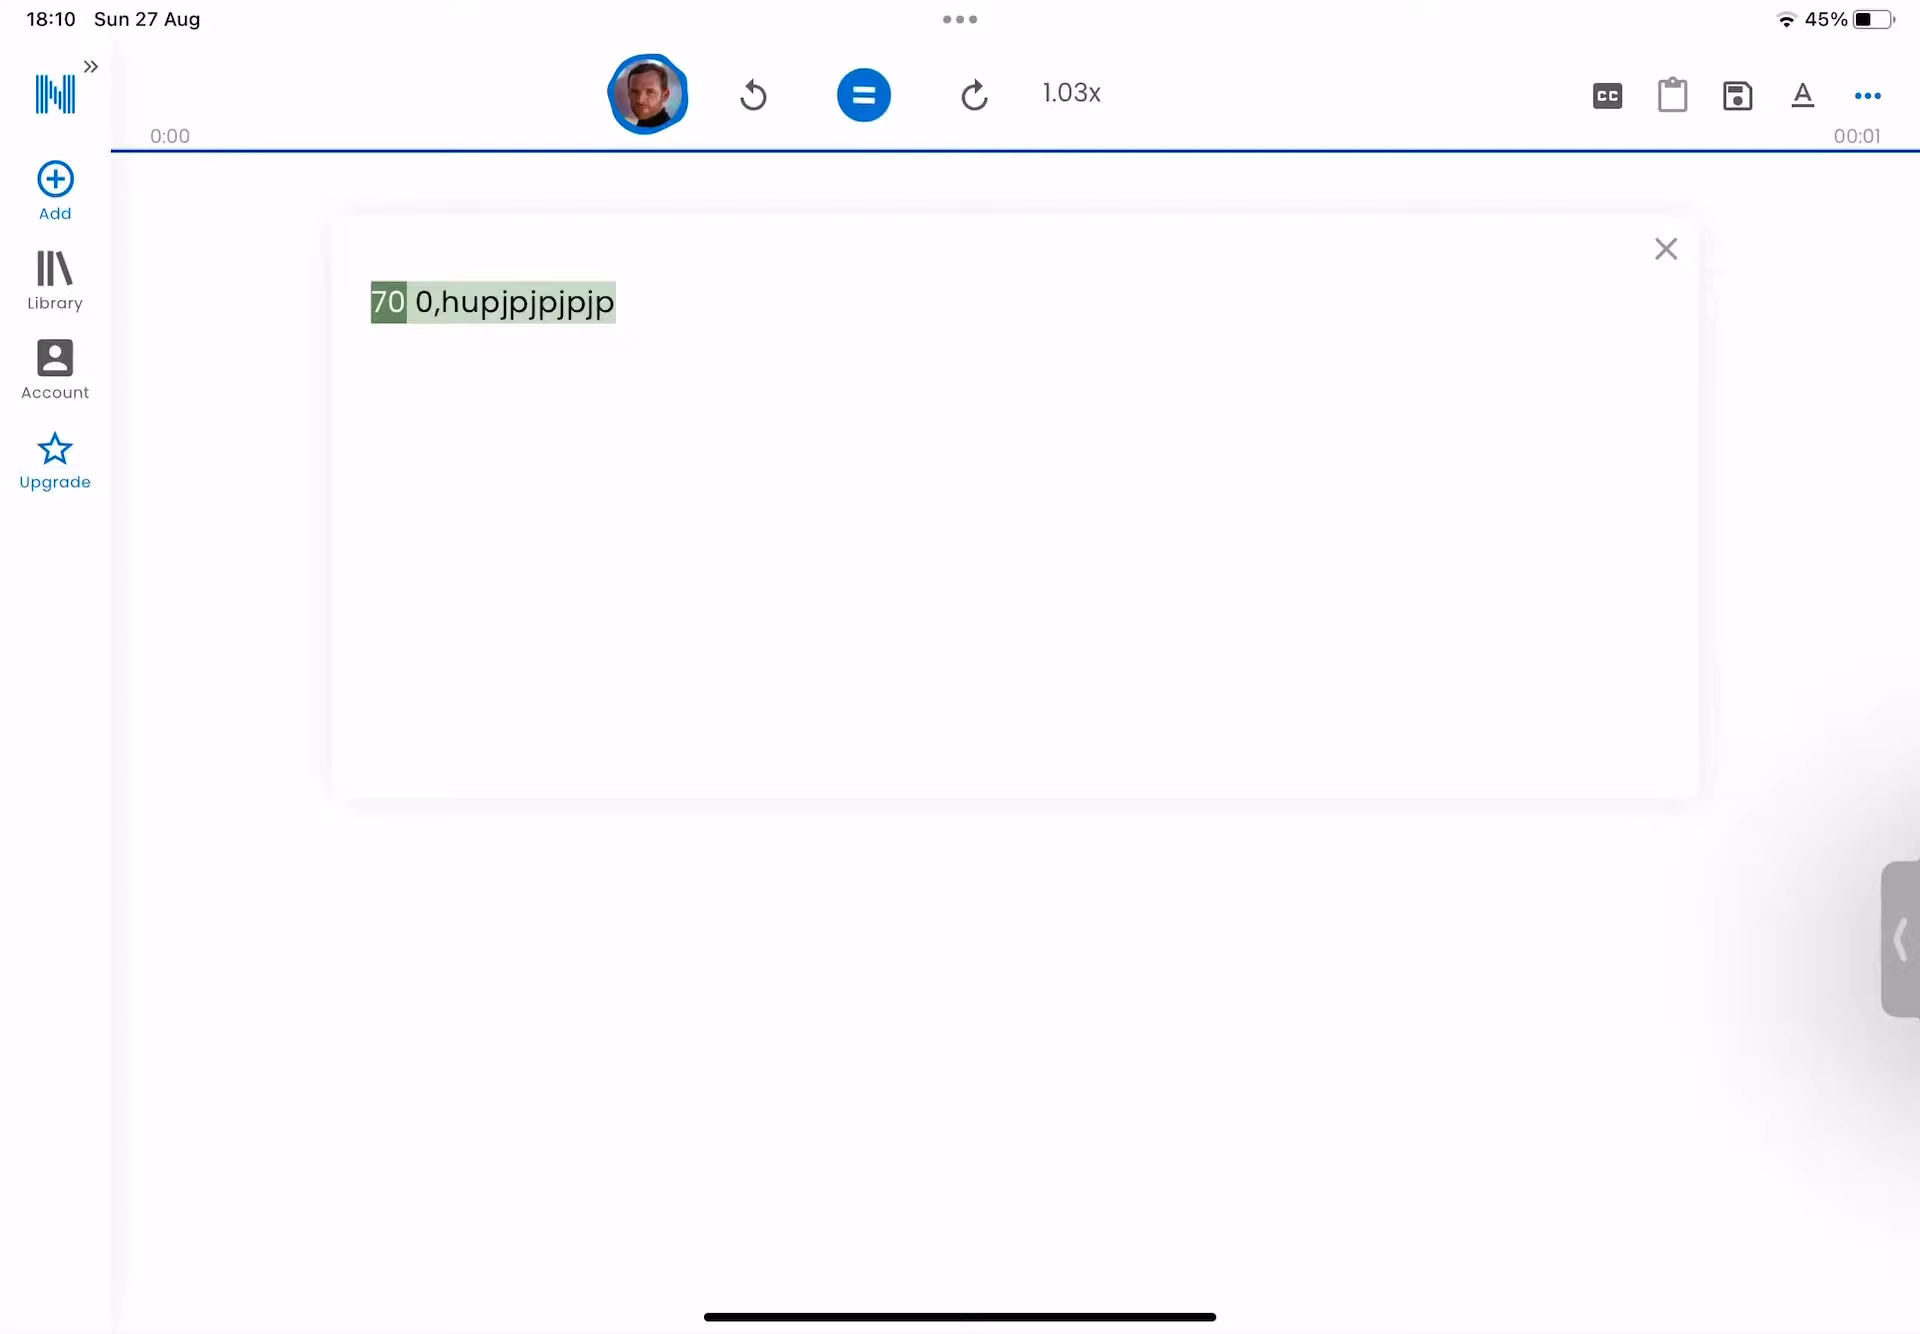 18:10 Sun 27 Aug
45%
1.03x
CC
A
0:00
00:01
Add
Library
Account
Upgrade
70 0,hupjpjpjpjp